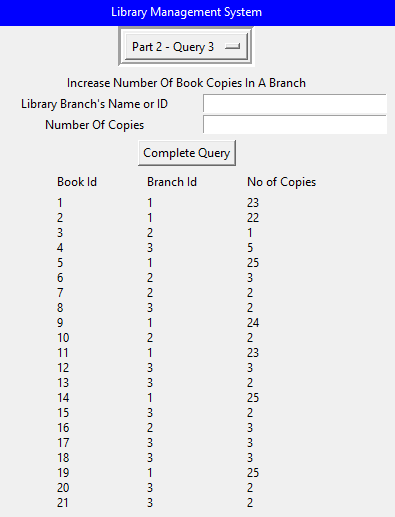 Library Management System
Part 2 - Query 3
Increase Number Of Book Copies In A Branch
Library Branch's Name or ID
Number Of Copies
Complete Query
Book Id Branch Id No of Copies
1 1 23
2 1 22
3 2 1
4 3 5
5 1 25
6 2 3
7 2 2
8 3 2
9 1 24
10 2 2
11 1 23
12 3 3
13 3 2
14 1 25
15 3 2
16 2 3
17 3 3
18 3 3
19 1 25
20 3 2
21 3 2